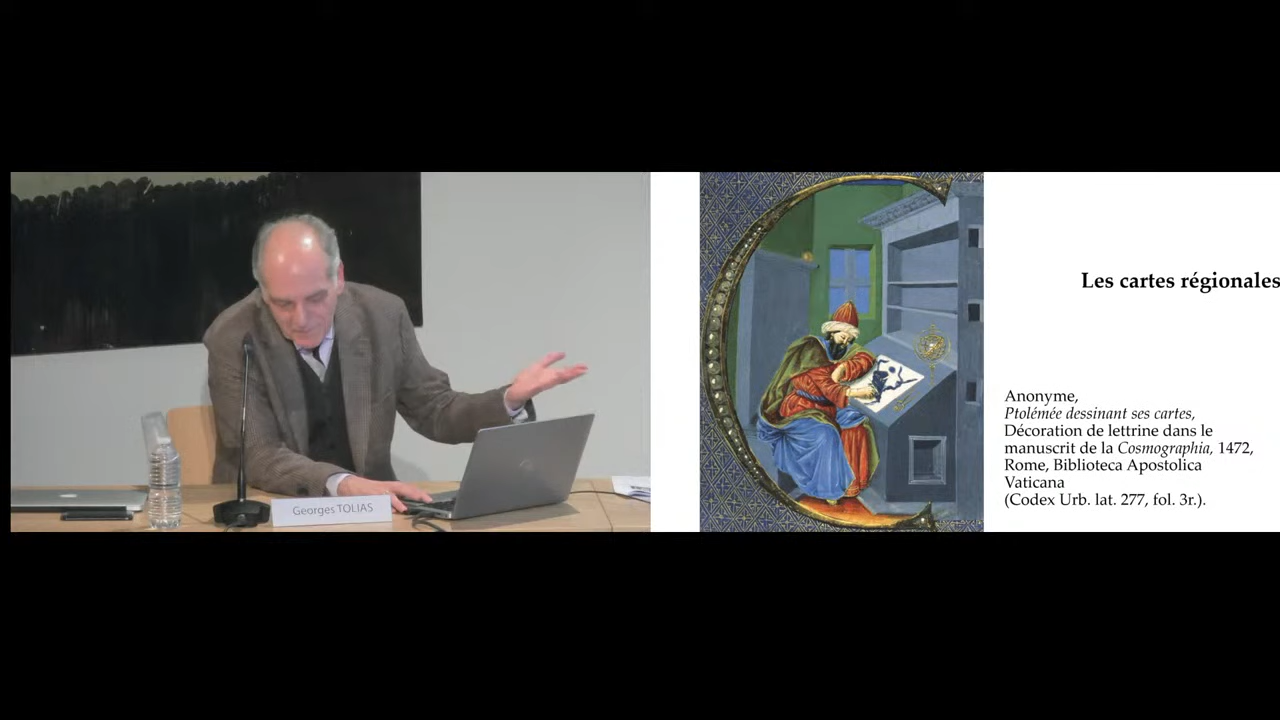 Georges TOLIAS
Les cartes régionales
Anonyme,
Ptolémée dessinant ses cartes,
Décoration de lettrine dans le
manuscrit de la Cosmographia, 1472,
Rome, Biblioteca Apostolica
Vaticana
(Codex Urb. lat. 277, fol. 3r.).